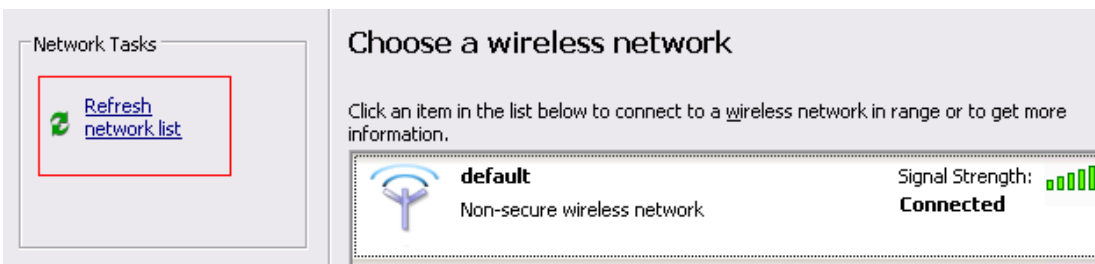 Network Tasks
Refresh
network list
Choose a wireless network
Click an item in the list below to connect to a wireless network in range or to get more
information.
default
Signal Strength:
Non-secure wireless network
Connected